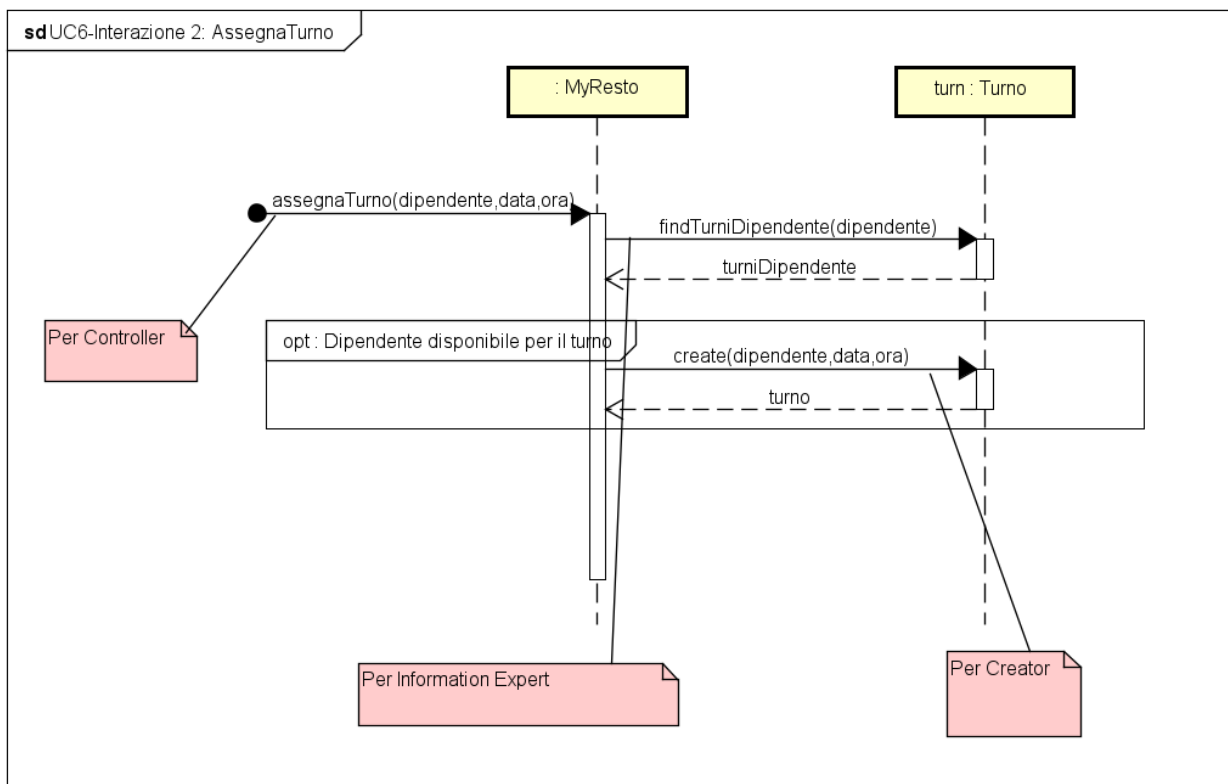 sd UC6-Interazione 2: AssegnaTurno
: MyResto
turn : Turno
assegnaTurno(dipendente,data,ora)
findTurniDipendente(dipendente)
turniDipendente
Per Controller
opt : Dipendente disponibile per il turno
create(dipendente,data,ora)
turno
Per Information Expert
Per Creator